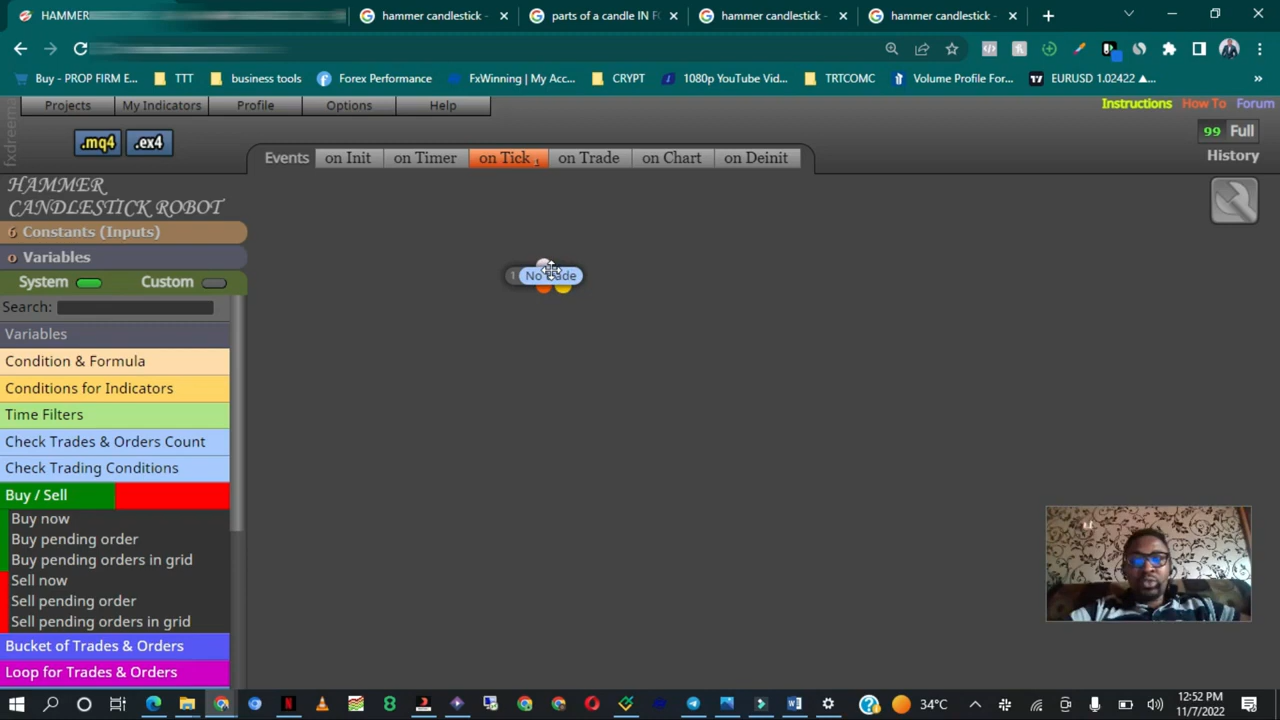 HAMMER
hammer candlestick -
parts of a candle IN F
hammer candlestick -
hammer candlestick -
Buy - PROP FIRM E...
TTT
business tools
Forex Performance
FxWinning | My Acc...
CRYPT
1080p YouTube Vid...
TRTCOMC
Volume Profile For...
EURUSD 1.02422 ▲...
»
Projects
My Indicators
Profile
Options
Help
Instructions
How To
Forum
.mq4
.ex4
99 Full
History
Events
on Init
on Timer
on Tick 1
on Trade
on Chart
on Deinit
HAMMER
CANDLESTICK ROBOT
6 Constants (Inputs)
0 Variables
System
Custom
Search:
Variables
Condition & Formula
Conditions for Indicators
Time Filters
Check Trades & Orders Count
Check Trading Conditions
Buy / Sell
Buy now
Buy pending order
Buy pending orders in grid
Sell now
Sell pending order
Sell pending orders in grid
Bucket of Trades & Orders
Loop for Trades & Orders
1 No trade
34°C
12:52 PM
11/7/2022